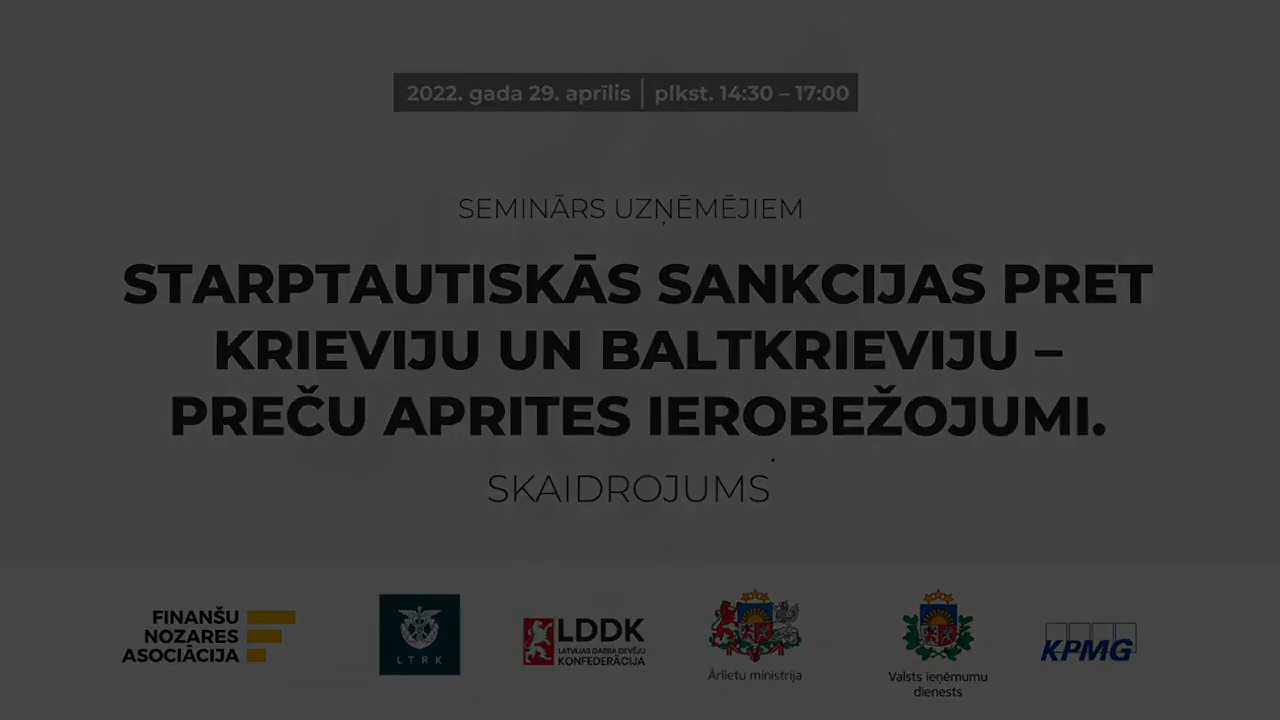 2022. gada 29. aprīlis | plkst. 14:30 – 17:00
SEMINĀRS UZŅĒMĒJIEM
STARPTAUTISKĀS SANKCIJAS PRET
KRIEVIJU UN BALTKRIEVIJU –
PREČU APRITES IEROBEŽOJUMI.
SKAIDROJUMS
FINANŠU
NOZARES
ASOCIĀCIJA
LTRK
LDDK
LATVIJAS DARBA DEVĒJU
KONFEDERĀCIJA
Ārlietu ministrija
Valsts ieņēmumu
dienests
KPMG